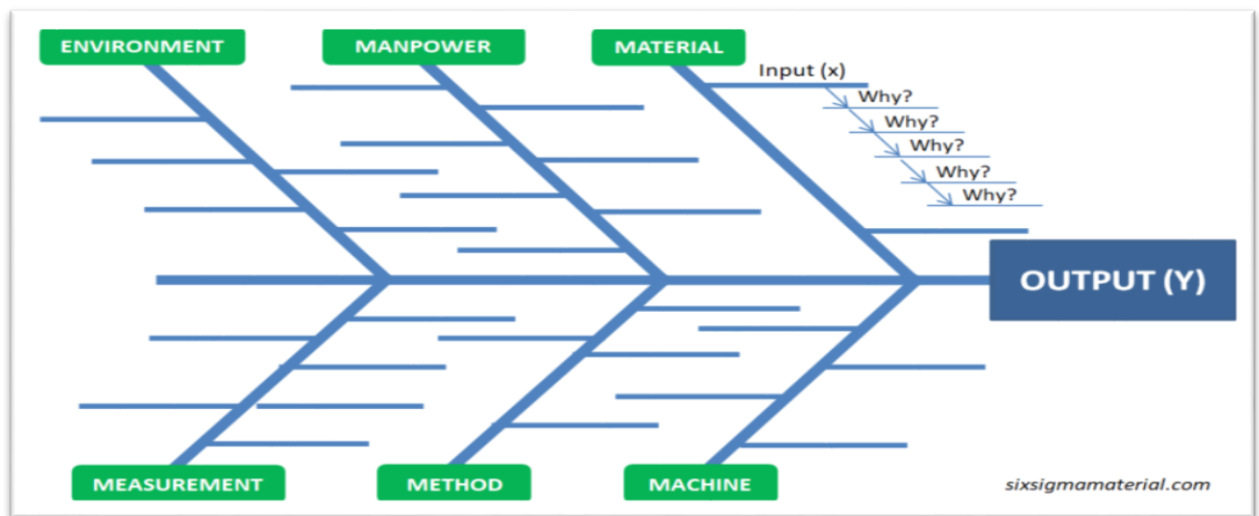 ENVIRONMENT
MANPOWER
MATERIAL
Input (x)
Why?
Why?
Why?
Why?
Why?
OUTPUT (Y)
MEASUREMENT
METHOD
MACHINE
sixsigmamaterial.com